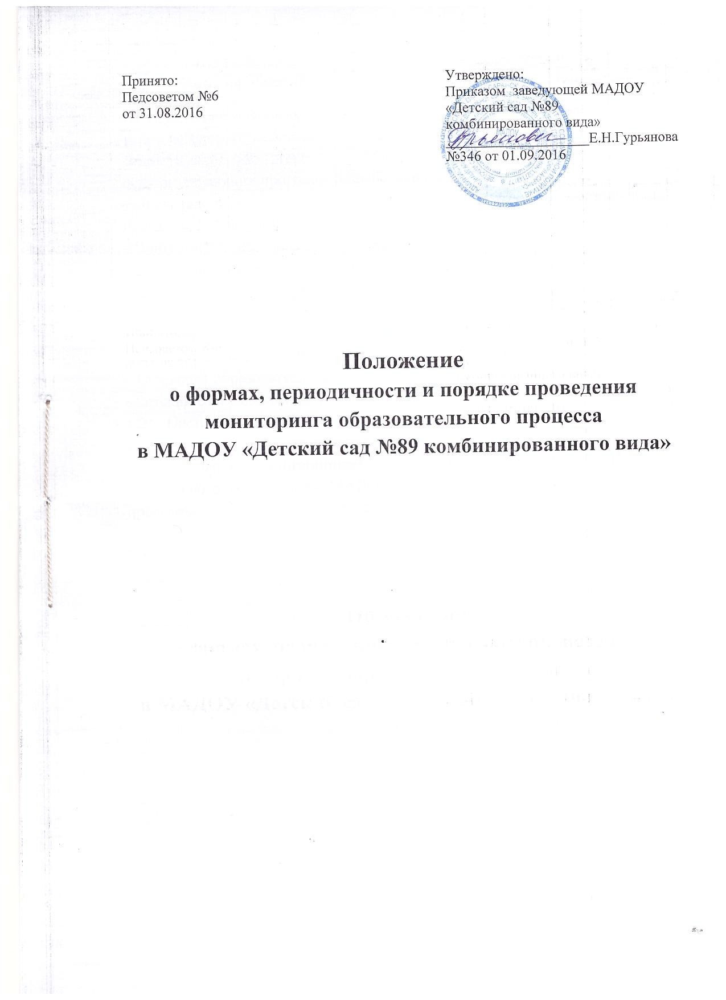 Принято:
Педсоветом №6
от 31.08.2016
Утверждено:
Приказом заведующей МАДОУ
«Детский сад №89
комбинированного вида»
Е.Н.Гурьянова
№346 от 01.09.2016
Положение
о формах, периодичности и порядке проведения
мониторинга образовательного процесса
в МАДОУ «Детский сад №89 комбинированного вида»